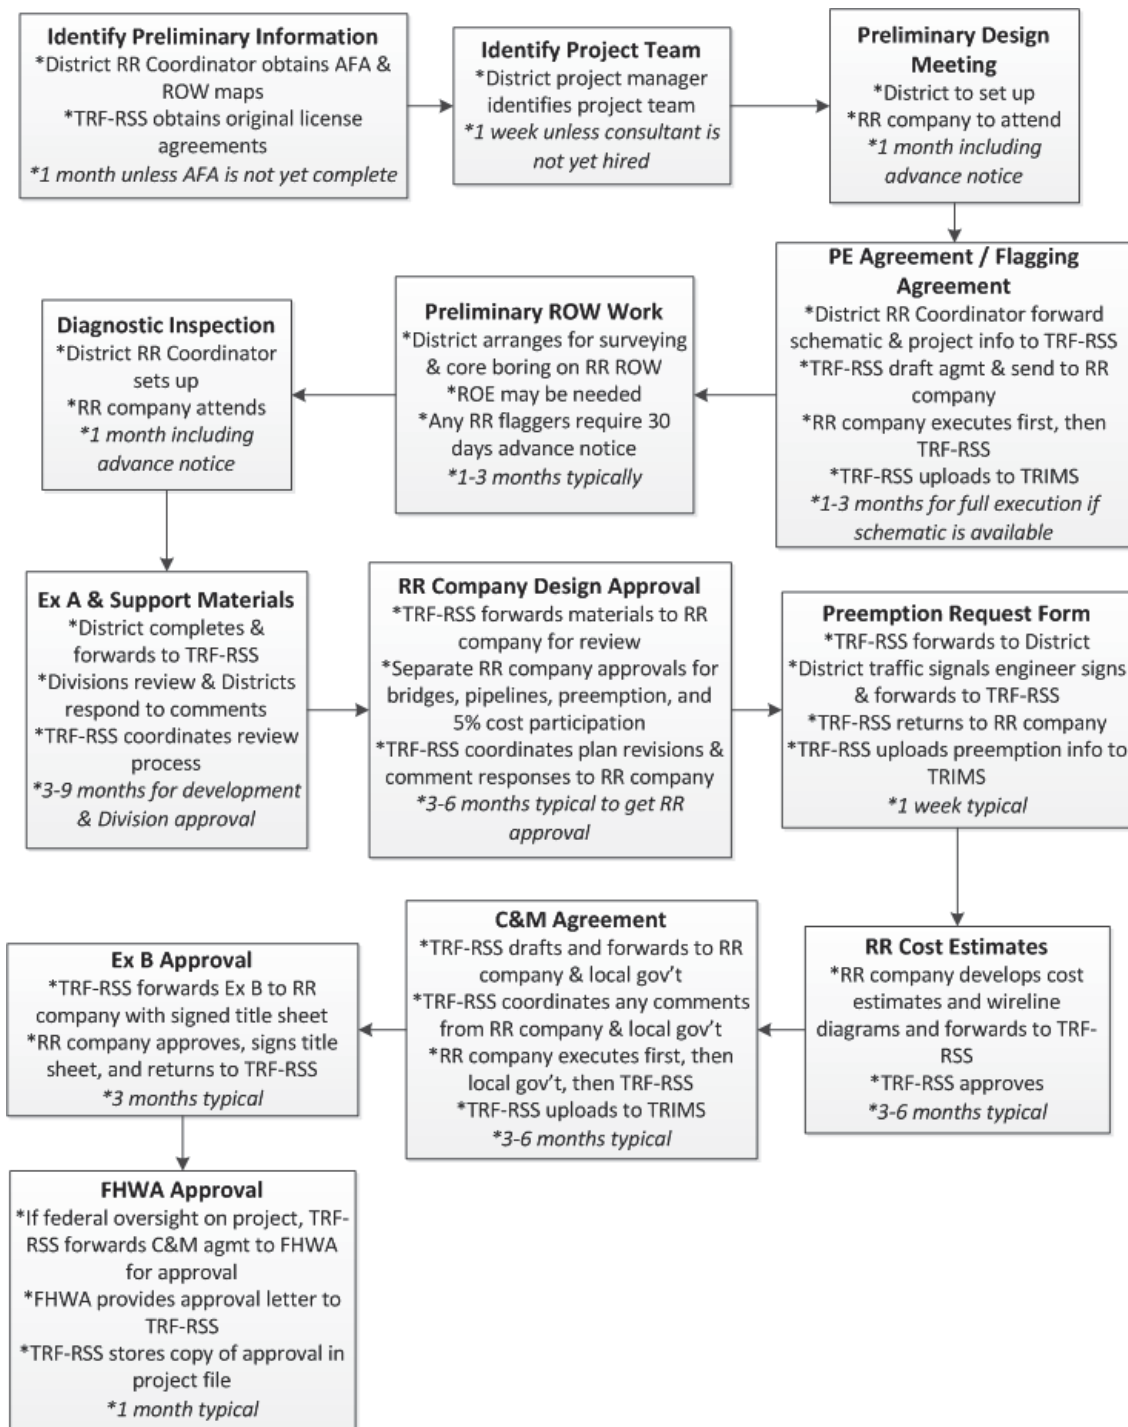 Identify Preliminary Information
*District RR Coordinator obtains AFA &
ROW maps
*TRF-RSS obtains original license
agreements
*1 month unless AFA is not yet complete
Identify Project Team
*District project manager
identifies project team
*1 week unless consultant is
not yet hired
Preliminary Design
Meeting
*District to set up
*RR company to attend
*1 month including
advance notice
PE Agreement / Flagging
Agreement
*District RR Coordinator forward
schematic & project info to TRF-RSS
*TRF-RSS draft agmt & send to RR
company
*RR company executes first, then
TRF-RSS
*TRF-RSS uploads to TRIMS
*1-3 months for full execution if
schematic is available
Preliminary ROW Work
*District arranges for surveying
& core boring on RR ROW
*ROE may be needed
*Any RR flaggers require 30
days advance notice
*1-3 months typically
Diagnostic Inspection
*District RR Coordinator
sets up
*RR company attends
*1 month including
advance notice
Ex A & Support Materials
*District completes &
forwards to TRF-RSS
*Divisions review & Districts
respond to comments
*TRF-RSS coordinates review
process
*3-9 months for development
& Division approval
RR Company Design Approval
*TRF-RSS forwards materials to RR
company for review
*Separate RR company approvals for
bridges, pipelines, preemption, and
5% cost participation
*TRF-RSS coordinates plan revisions &
comment responses to RR company
*3-6 months typical to get RR
approval
Preemption Request Form
*TRF-RSS forwards to District
*District traffic signals engineer signs
& forwards to TRF-RSS
*TRF-RSS returns to RR company
*TRF-RSS uploads preemption info to
TRIMS
*1 week typical
RR Cost Estimates
*RR company develops cost
estimates and wireline
diagrams and forwards to TRF-
RSS
*TRF-RSS approves
*3-6 months typical
C&M Agreement
*TRF-RSS drafts and forwards to RR
company & local gov't
*TRF-RSS coordinates any comments
from RR company & local gov't
*RR company executes first, then
local gov't, then TRF-RSS
*TRF-RSS uploads to TRIMS
*3-6 months typical
Ex B Approval
*TRF-RSS forwards Ex B to RR
company with signed title sheet
*RR company approves, signs title
sheet, and returns to TRF-RSS
*3 months typical
FHWA Approval
*If federal oversight on project, TRF-
RSS forwards C&M agmt to FHWA
for approval
*FHWA provides approval letter to
TRF-RSS
*TRF-RSS stores copy of approval in
project file
*1 month typical